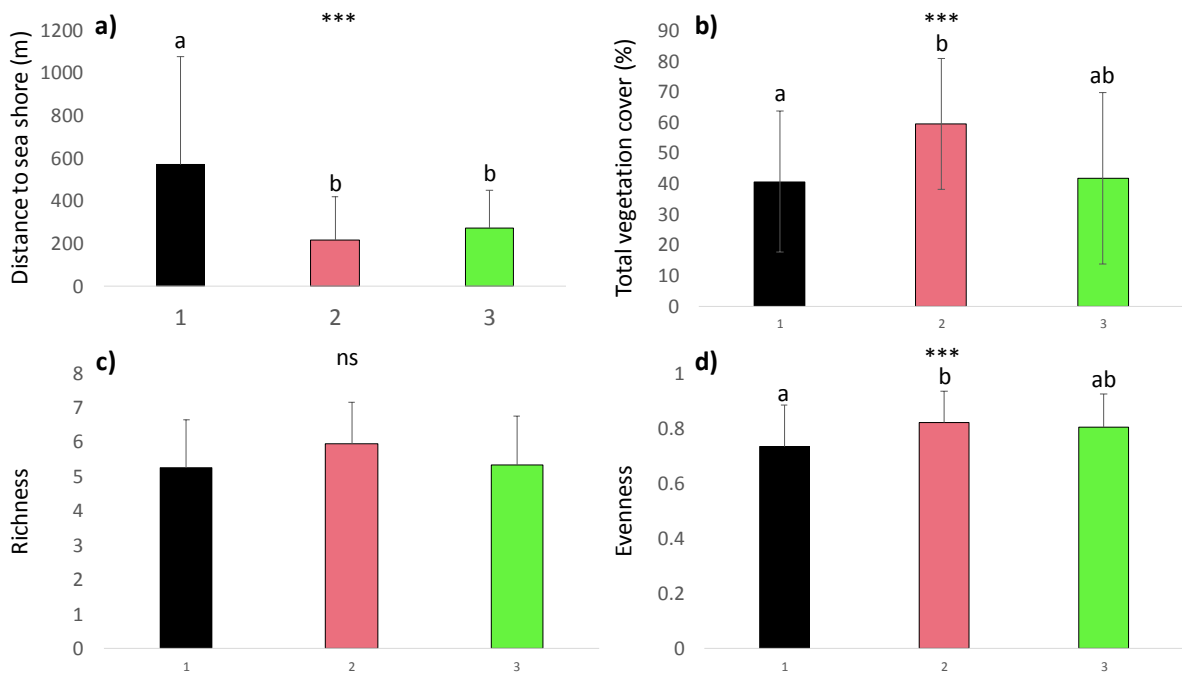 a)
***
Distance to sea shore (m)
1200
1000
800
600
400
200
0
a
b
b
1
2
3
b)
***
Total vegetation cover (%)
90
80
70
60
50
40
30
20
10
0
a
b
ab
1
2
3
c)
ns
Richness
8
7
6
5
4
3
2
1
0
1
2
3
d)
***
Evenness
1
0.8
0.6
0.4
0.2
0
a
b
ab
1
2
3